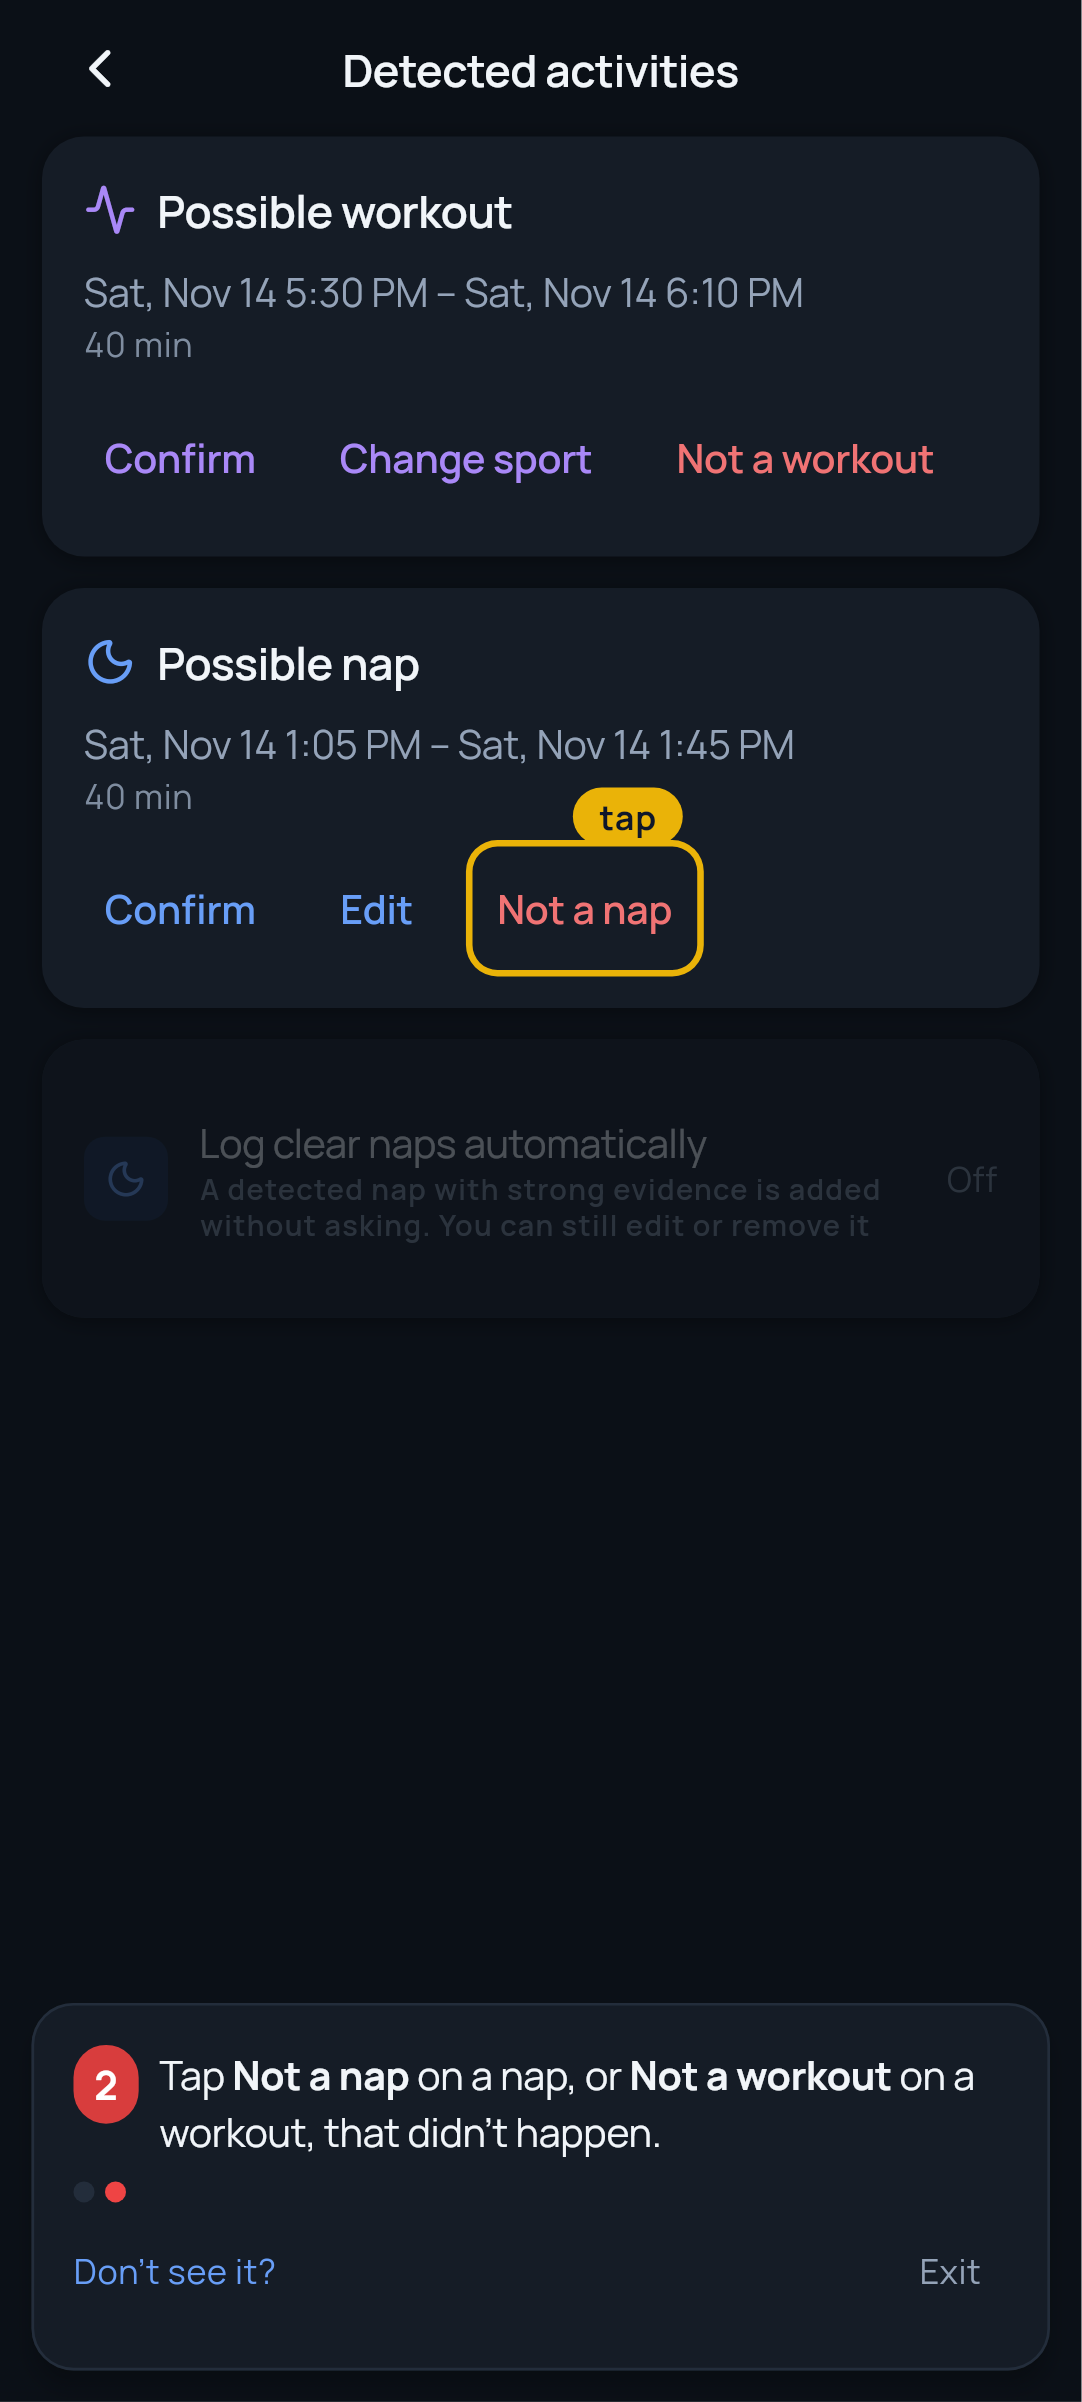 Detected activities
Possible workout
Sat, Nov 14 5:30 PM – Sat, Nov 14 6:10 PM
40 min
Confirm Change sport Not a workout
Possible nap
Sat, Nov 14 1:05 PM – Sat, Nov 14 1:45 PM
40 min
tap
Confirm Edit Not a nap
Log clear naps automatically
A detected nap with strong evidence is added
without asking. You can still edit or remove it
Off
2 Tap Not a nap on a nap, or Not a workout on a
workout, that didn’t happen.
Don’t see it? Exit